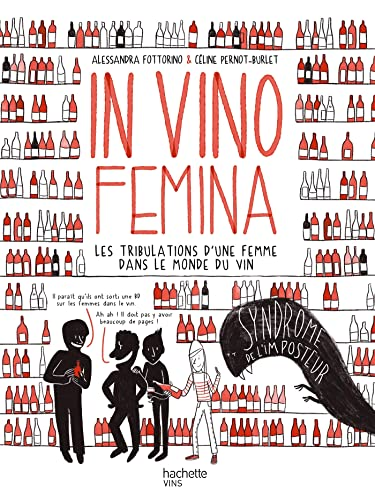 ALESSANDRA FOTTORINO & CÉLINE PERNOT-BURLET
IN VINO
FEMINA
LES TRIBULATIONS D'UNE FEMME
DANS LE MONDE DU VIN
Il paraît qu'ils ont sorti une BD
sur les femmes dans le vin.
Ah ah ! Il doit pas y avoir
beaucoup de pages !
SYNDROME
DE L'IMPOSTEUR
hachette
VINS